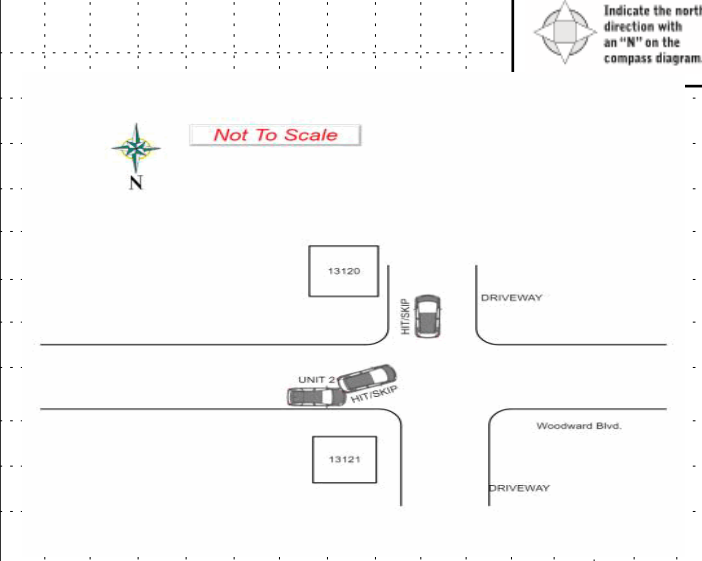 Indicate the north
direction with
an “N” on the
compass diagram.
Not To Scale
N
13120
HIT/SKIP
DRIVEWAY
UNIT 2
HIT/SKIP
Woodward Blvd.
13121
DRIVEWAY